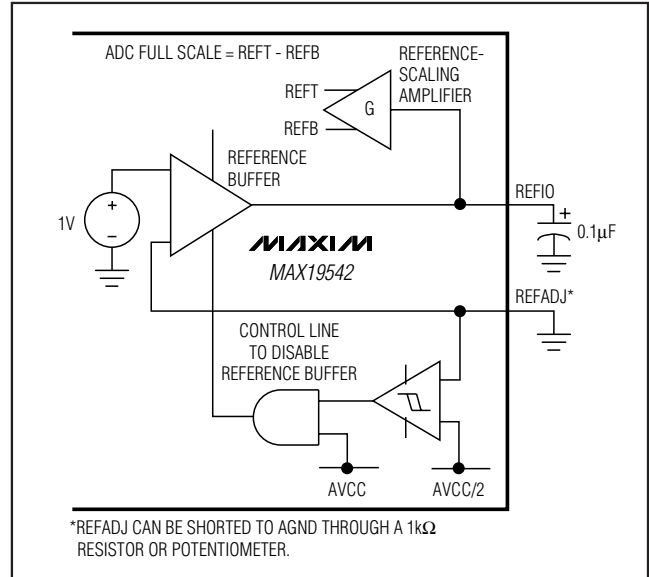 ADC FULL SCALE = REFT - REFB
REFERENCE-
SCALING
AMPLIFIER
REFT
REFB
G
REFERENCE
BUFFER
1V
+
−
REFIO
+
0.1µF
MAXIM
MAX19542
REFADJ*
CONTROL LINE
TO DISABLE
REFERENCE BUFFER
AVCC
AVCC/2
*REFADJ CAN BE SHORTED TO AGND THROUGH A 1kΩ
RESISTOR OR POTENTIOMETER.